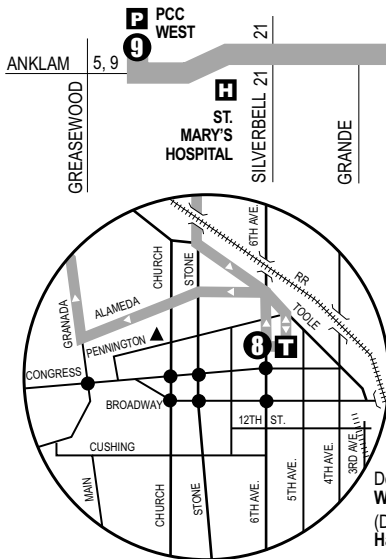 P PCC
WEST
9
ANKLAM 5, 9
21
H
21
ST.
MARY'S
HOSPITAL
GREASEWOOD
SILVERBELL
GRANDE
CHURCH
STONE
6TH AVE.
RR
TOOLE
GRANADA
ALAMEDA
PENNINGTON
8 T
CONGRESS
BROADWAY
12TH ST.
CUSHING
MAIN
CHURCH
STONE
6TH AVE.
5TH AVE.
4TH AVE.
3RD AVE.
W
(D
H